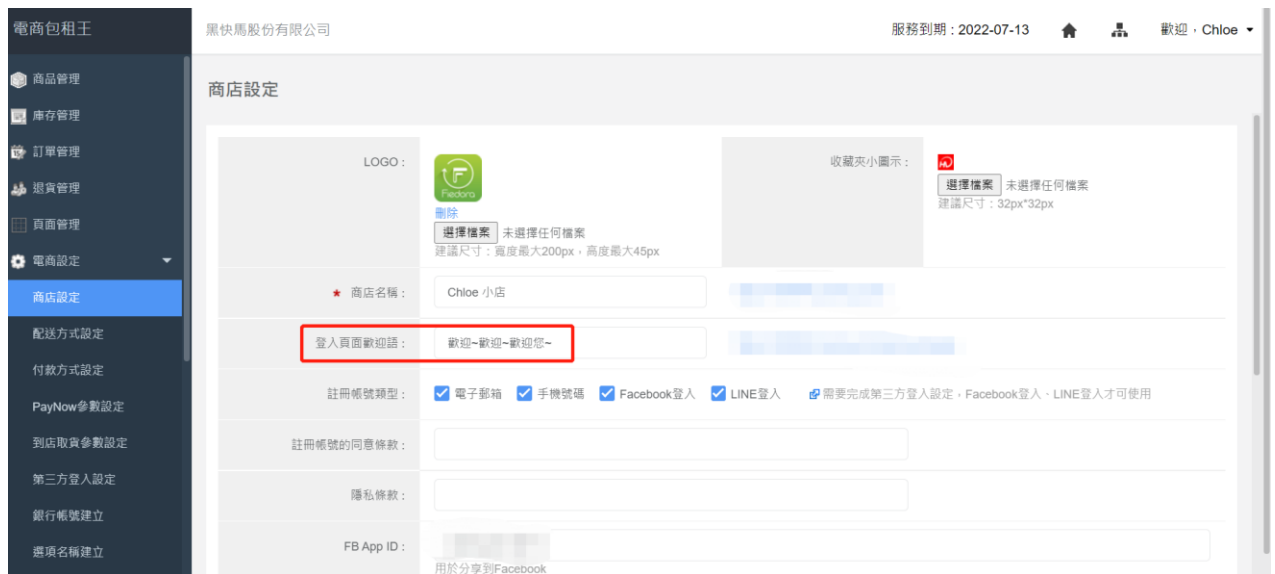 電商包租王
黑快馬股份有限公司
服務到期 : 2022-07-13
歡迎，Chloe
商品管理
庫存管理
訂單管理
退貨管理
頁面管理
電商設定
商店設定
配送方式設定
付款方式設定
PayNow參數設定
到店取貨參數設定
第三方登入設定
銀行帳號建立
選項名稱建立
商店設定
LOGO :
Fiedora
刪除
選擇檔案 未選擇任何檔案
建議尺寸 : 寬度最大200px，高度最大45px
收藏夾小圖示 :
選擇檔案 未選擇任何檔案
建議尺寸 : 32px*32px
★ 商店名稱 :
Chloe 小店
登入頁面歡迎語 :
歡迎~歡迎~歡迎您~
註冊帳號類型 :
電子郵箱 手機號碼 Facebook登入 LINE登入
需要完成第三方登入設定，Facebook登入、LINE登入才可使用
註冊帳號的同意條款 :
隱私條款 :
FB App ID :
用於分享到Facebook